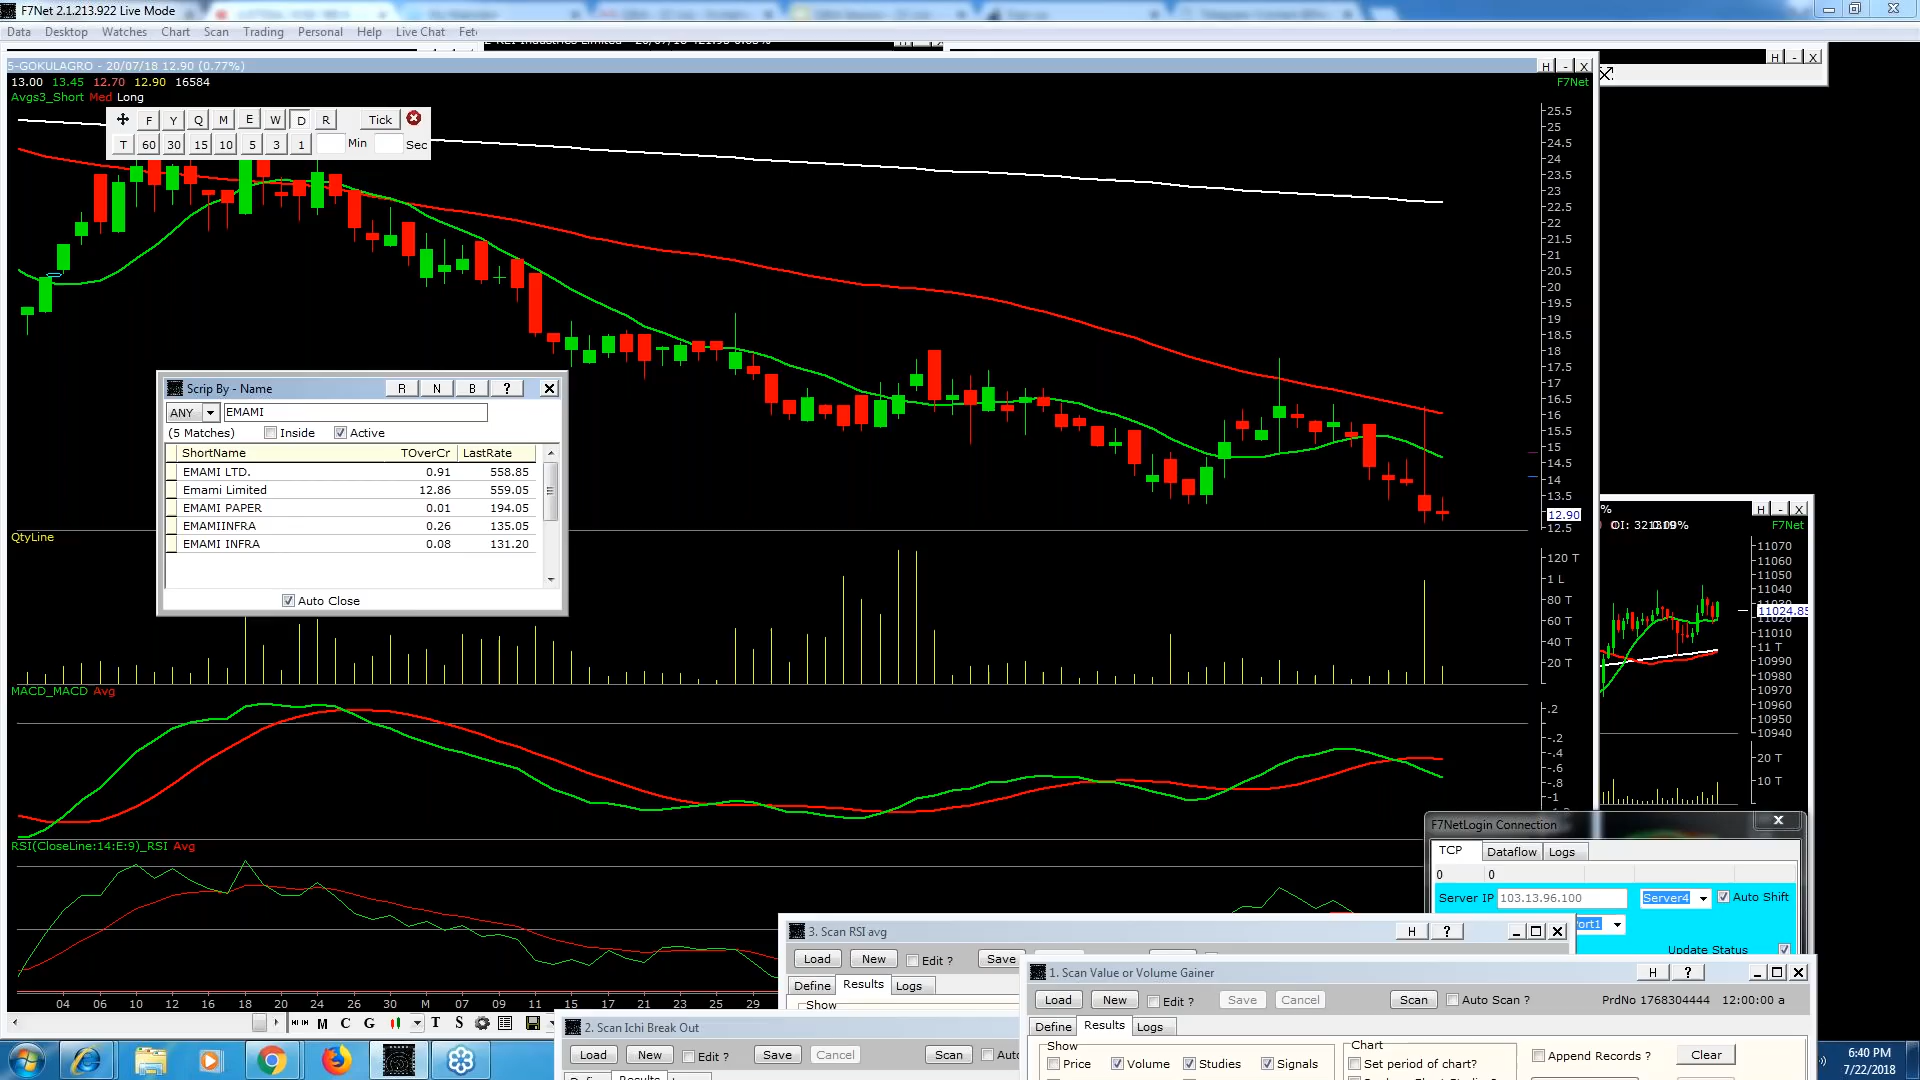 F7Net 2.1.213.922 Live Mode
Data Desktop Watches Chart Scan Trading Personal Help Live Chat
5-GOKULAGRO - 20/07/18 12.90 (0.77%)
H - X
13.00 13.45 12.70 12.90 16584
F7Net
Avgs3_Short Med Long
F Y Q M E W D R Tick
T 60 30 15 10 5 3 1 Min Sec
25.5
25
24.5
24
23.5
23
22.5
22
21.5
21
20.5
20
19.5
19
18.5
18
17.5
17
16.5
16
15.5
15
14.5
14
13.5
12.90
12.5
Scrip By - Name R N B ?
ANY EMAMI
(5 Matches) Inside Active
ShortName TOverCr LastRate
EMAMI LTD. 0.91 558.85
Emami Limited 12.86 559.05
EMAMI PAPER 0.01 194.05
EMAMIINFRA 0.26 135.05
EMAMI INFRA 0.08 131.20
Auto Close
QtyLine
120 T
1 L
80 T
60 T
40 T
20 T
MACD_MACD Avg
.2
-.2
-.4
-.6
-.8
-1
RSI(CloseLine:14:E:9)_RSI Avg
04 06 10 12 16 18 20 24 26 30 M 07 09 11 15 17 21 23 25 29
M C G T S
H - X
H - X
F7Net
11070
11060
11050
11040
11024.85
11010
11 T
10990
10980
10970
10960
10950
10940
20 T
10 T
F7NetLogin Connection
TCP Dataflow Logs
0 0
Server IP 103.13.96.100 Server4 Auto Shift
Update Status
3. Scan RSI avg H ?
Load New Edit ? Save
Define Results Logs
Show
1. Scan Value or Volume Gainer H ?
Load New Edit ? Save Cancel Scan Auto Scan ? PrdNo 1768304444 12:00:00 a
Define Results Logs
Show
Price Volume Studies Signals
Chart
Set period of chart?
Append Records ? Clear
2. Scan Ichi Break Out
Load New Edit ? Save Cancel Scan
6:40 PM
7/22/2018